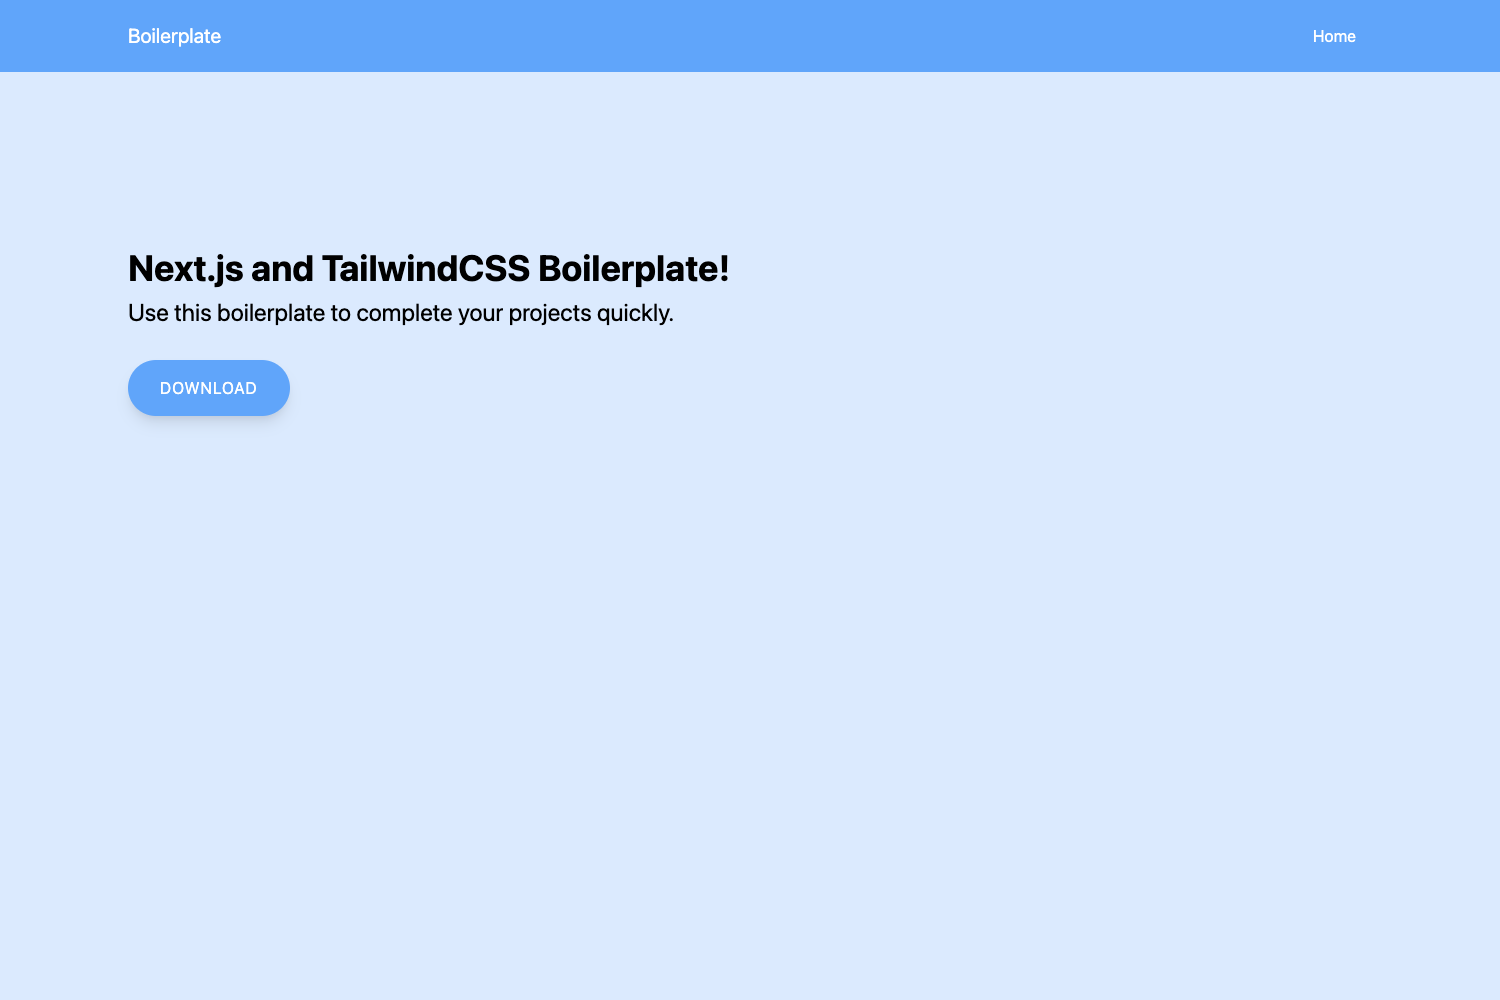 Boilerplate
Home
Next.js and TailwindCSS Boilerplate!
Use this boilerplate to complete your projects quickly.
DOWNLOAD